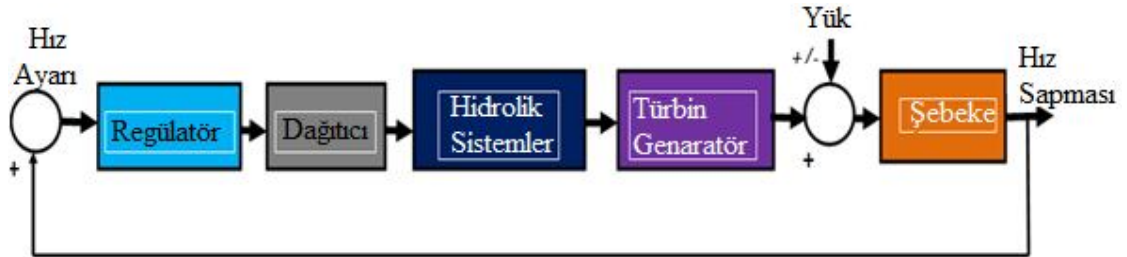 Hız
Ayarı
+
Regülatör
Dağıtıcı
Hidrolik
Sistemler
Türbin
Genaratör
Yük
+/-
+
Şebeke
Hız
Sapması